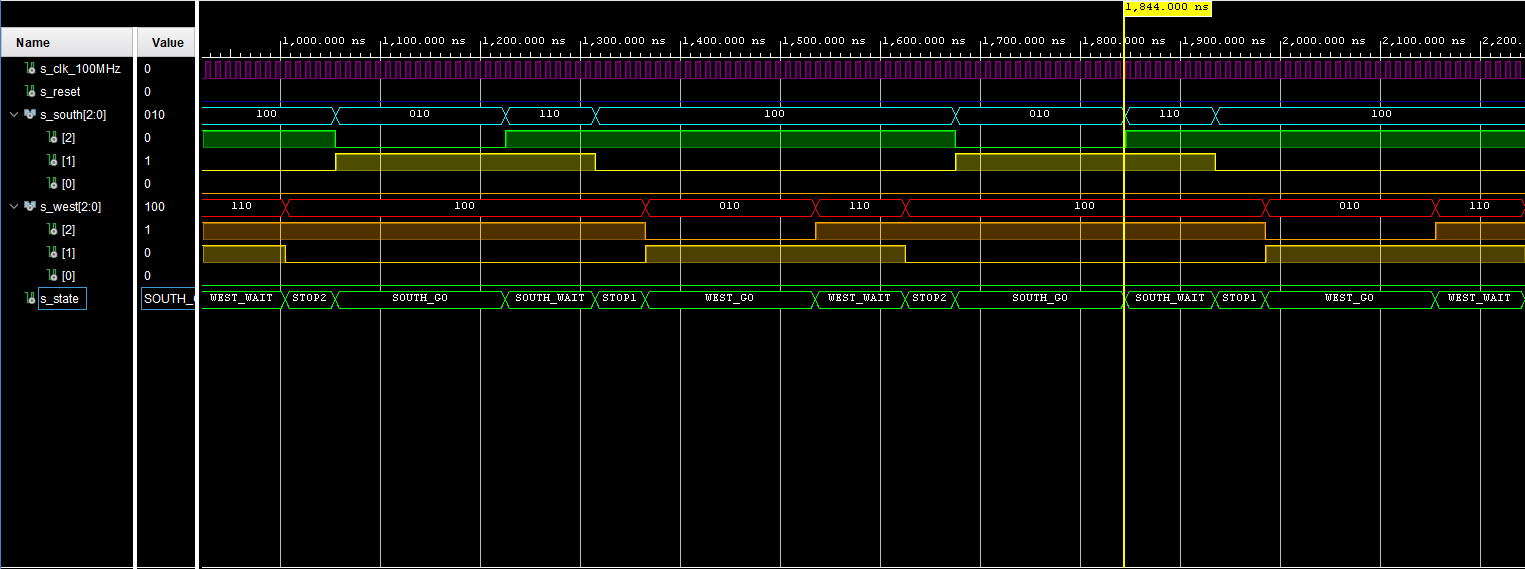 1,844.000 ns
Name Value
1,000.000 ns 1,100.000 ns 1,200.000 ns 1,300.000 ns 1,400.000 ns 1,500.000 ns 1,600.000 ns 1,700.000 ns 1,800.000 ns 1,900.000 ns 2,000.000 ns 2,100.000 ns 2,200.
s_clk_100MHz 0
s_reset 0
s_south[2:0] 010 100 010 110 100 010 110 100
[2] 0
[1] 1
[0] 0
s_west[2:0] 100 110 100 010 110 100 010 110
[2] 1
[1] 0
[0] 0
s_state SOUTH_ WEST_WAIT STOP2 SOUTH_GO SOUTH_WAIT STOP1 WEST_GO WEST_WAIT STOP2 SOUTH_GO SOUTH_WAIT STOP1 WEST_GO WEST_WAIT